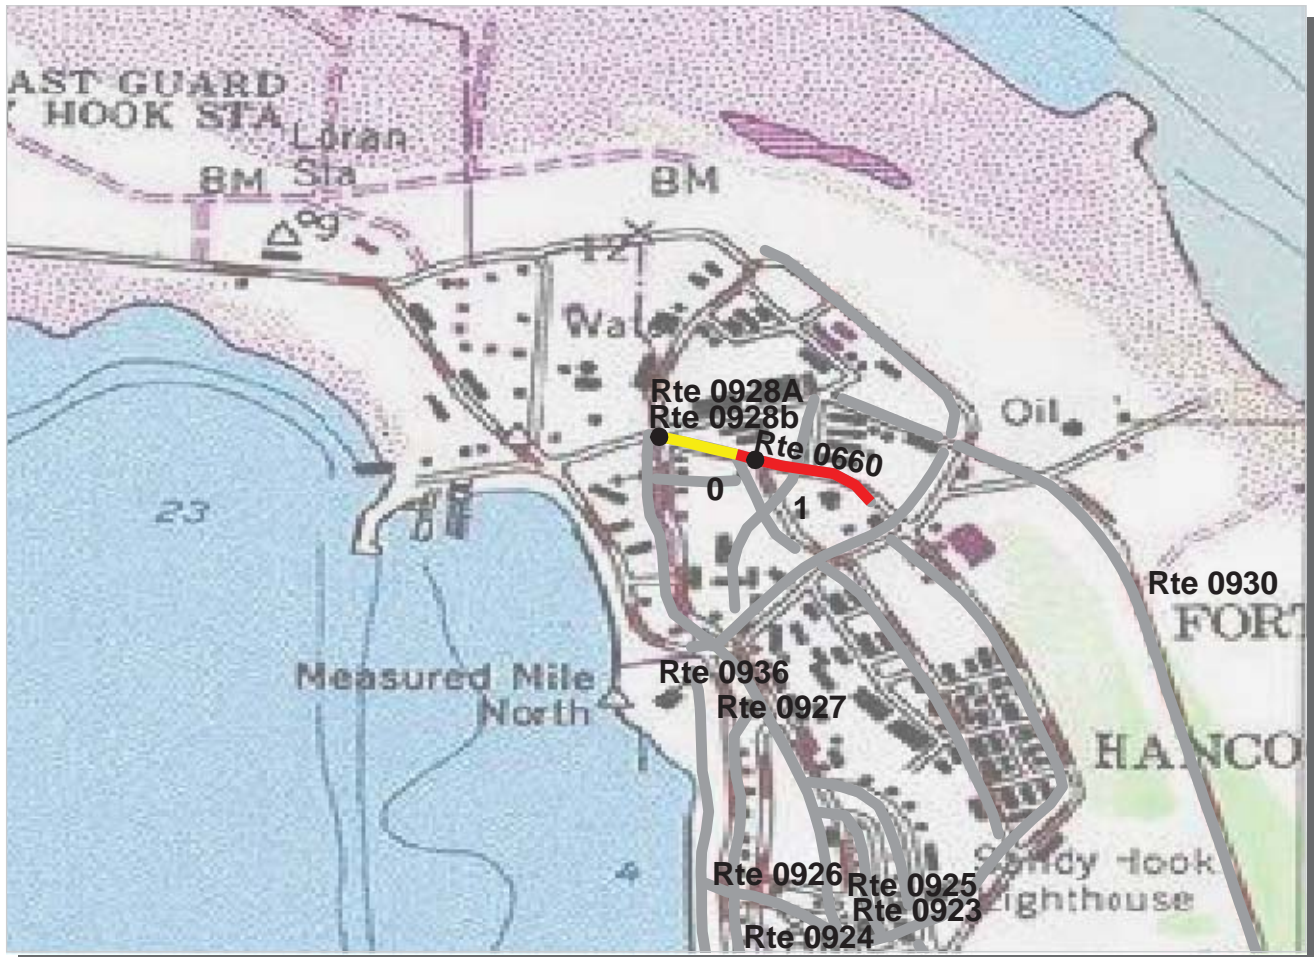 AST GUARD
HOOK STA
Loran
Sta
BM
BM
12
Wat
Rte 0928A
Oil
Rte 0928b
Rte 0660
0
1
23
Rte 0930
FORT
Measured Mile
North
Rte 0936
Rte 0927
HANCO
4
Sandy Hook
Lighthouse
Rte 0926
Rte 0925
Rte 0923
Rte 0924